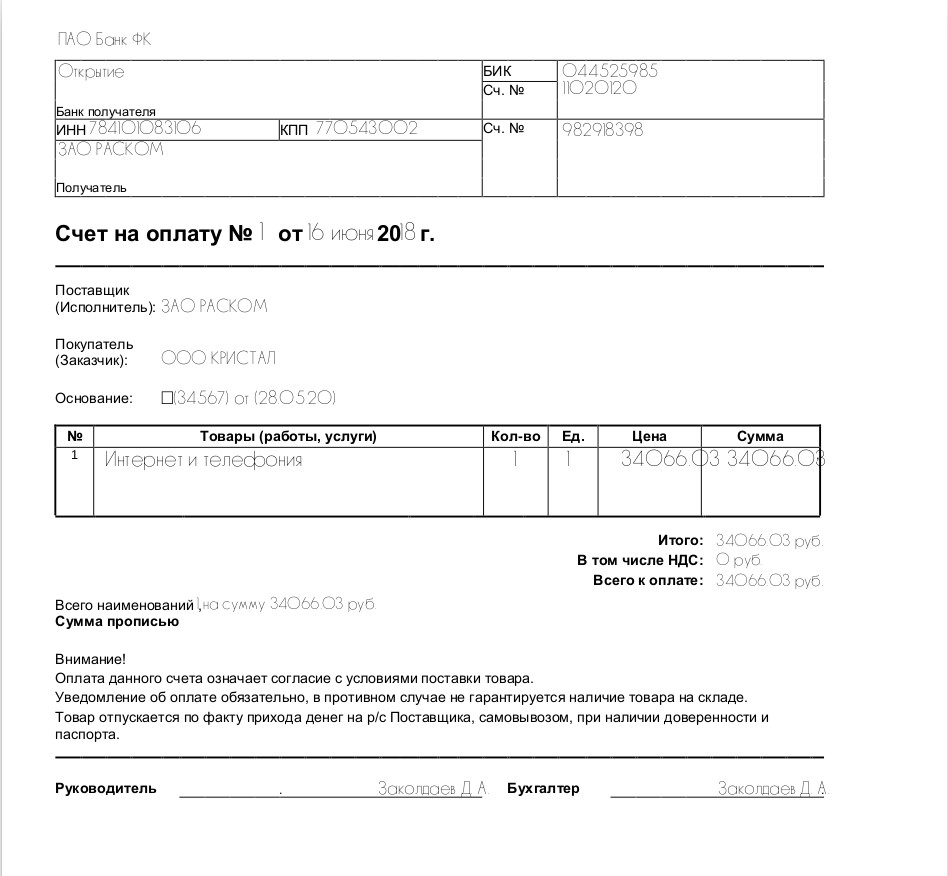 ПАО Банк ФК
Открытие
БИК 044525985
Сч. № 11020120
Банк получателя
ИНН 784101083106 КПП 770543002 Сч. № 982918398
ЗАО РАСКОМ
Получатель
Счет на оплату № 1 от 16 июня 2018 г.
Поставщик
(Исполнитель): ЗАО РАСКОМ
Покупатель
(Заказчик): ООО КРИСТАЛ
Основание: □(34567) от (28.05.20)
№ Товары (работы, услуги) Кол-во Ед. Цена Сумма
1 Интернет и телефония 1 1 34066.03 34066.03
Итого: 34066.03 руб.
В том числе НДС: 0 руб.
Всего к оплате: 34066.03 руб.
Всего наименований 1, на сумму 34066.03 руб.
Сумма прописью
Внимание!
Оплата данного счета означает согласие с условиями поставки товара.
Уведомление об оплате обязательно, в противном случае не гарантируется наличие товара на складе.
Товар отпускается по факту прихода денег на р/с Поставщика, самовывозом, при наличии доверенности и
паспорта.
Руководитель Заколдаев Д. А. Бухгалтер Заколдаев Д. А.